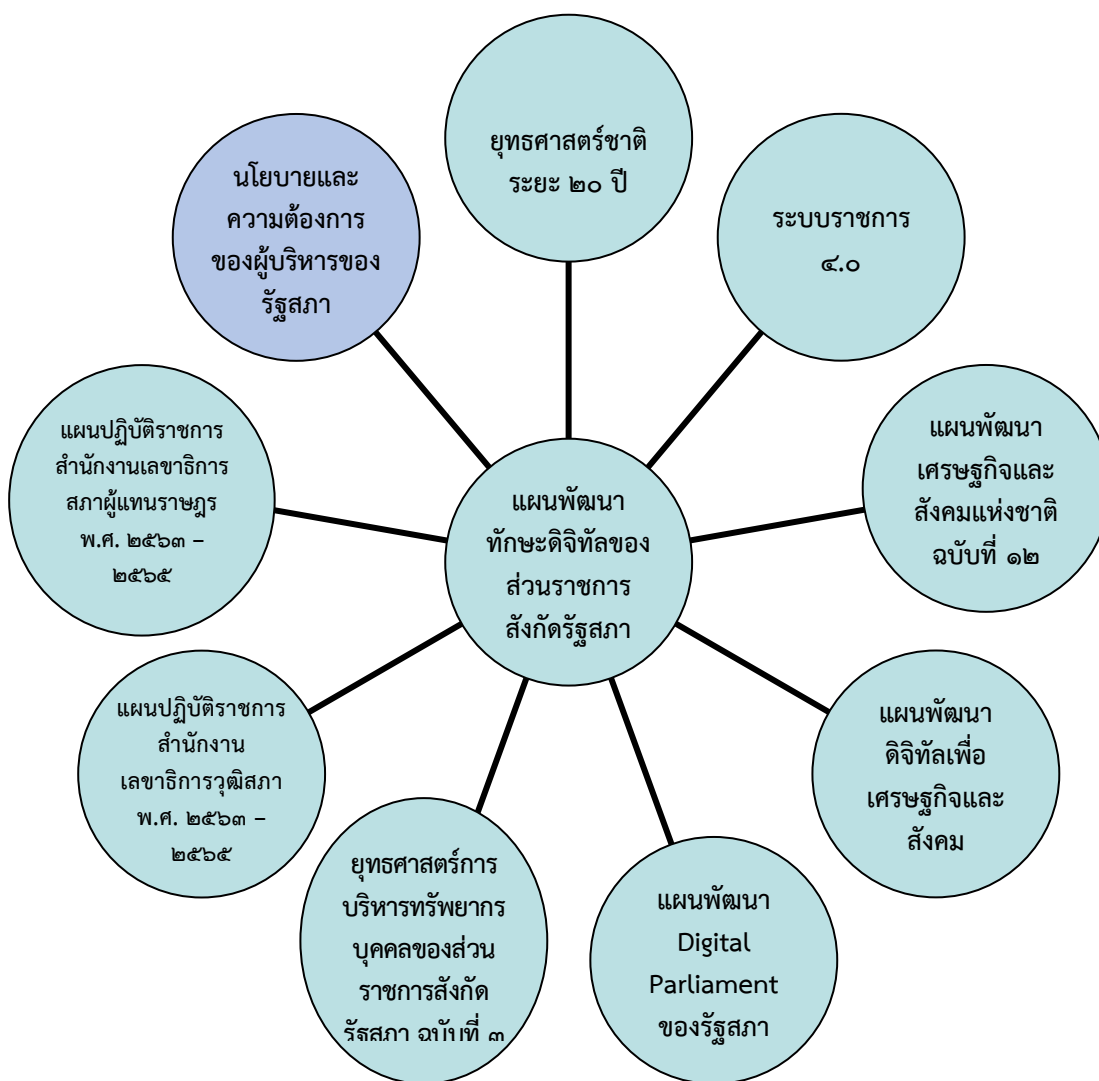 ยุทธศาสตร์ชาติ
ระยะ ๒๐ ปี
ระบบราชการ
๔.๐
แผนพัฒนา
เศรษฐกิจและ
สังคมแห่งชาติ
ฉบับที่ ๑๒
แผนพัฒนา
ดิจิทัลเพื่อ
เศรษฐกิจและ
สังคม
แผนพัฒนา
Digital
Parliament
ของรัฐสภา
ยุทธศาสตร์การ
บริหารทรัพยากร
บุคคลของส่วน
ราชการสังกัด
รัฐสภา ฉบับที่ ๓
แผนปฏิบัติราชการ
สำนักงาน
เลขาธิการวุฒิสภา
พ.ศ. ๒๕๖๓ –
๒๕๖๕
แผนปฏิบัติราชการ
สำนักงานเลขาธิการ
สภาผู้แทนราษฎร
พ.ศ. ๒๕๖๓ –
๒๕๖๕
นโยบายและ
ความต้องการ
ของผู้บริหารของ
รัฐสภา
แผนพัฒนา
ทักษะดิจิทัลของ
ส่วนราชการ
สังกัดรัฐสภา